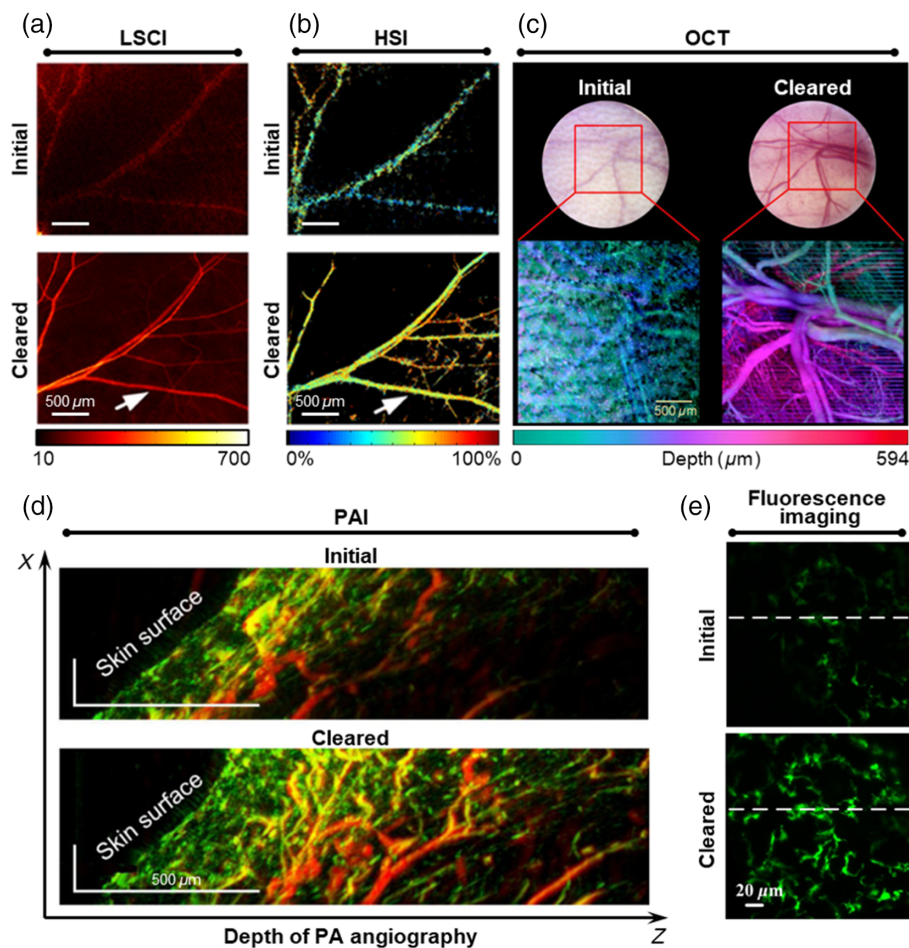 (a)
LSCI
Initial
Cleared
500 µm
10 700
(b)
HSI
500 µm
0% 100%
(c)
OCT
Initial Cleared
500 µm
0 Depth (µm) 594
(d)
PAI
X
Initial
Skin surface
Cleared
Skin surface
500 µm
Depth of PA angiography Z
(e)
Fluorescence
imaging
Initial
Cleared
20 µm